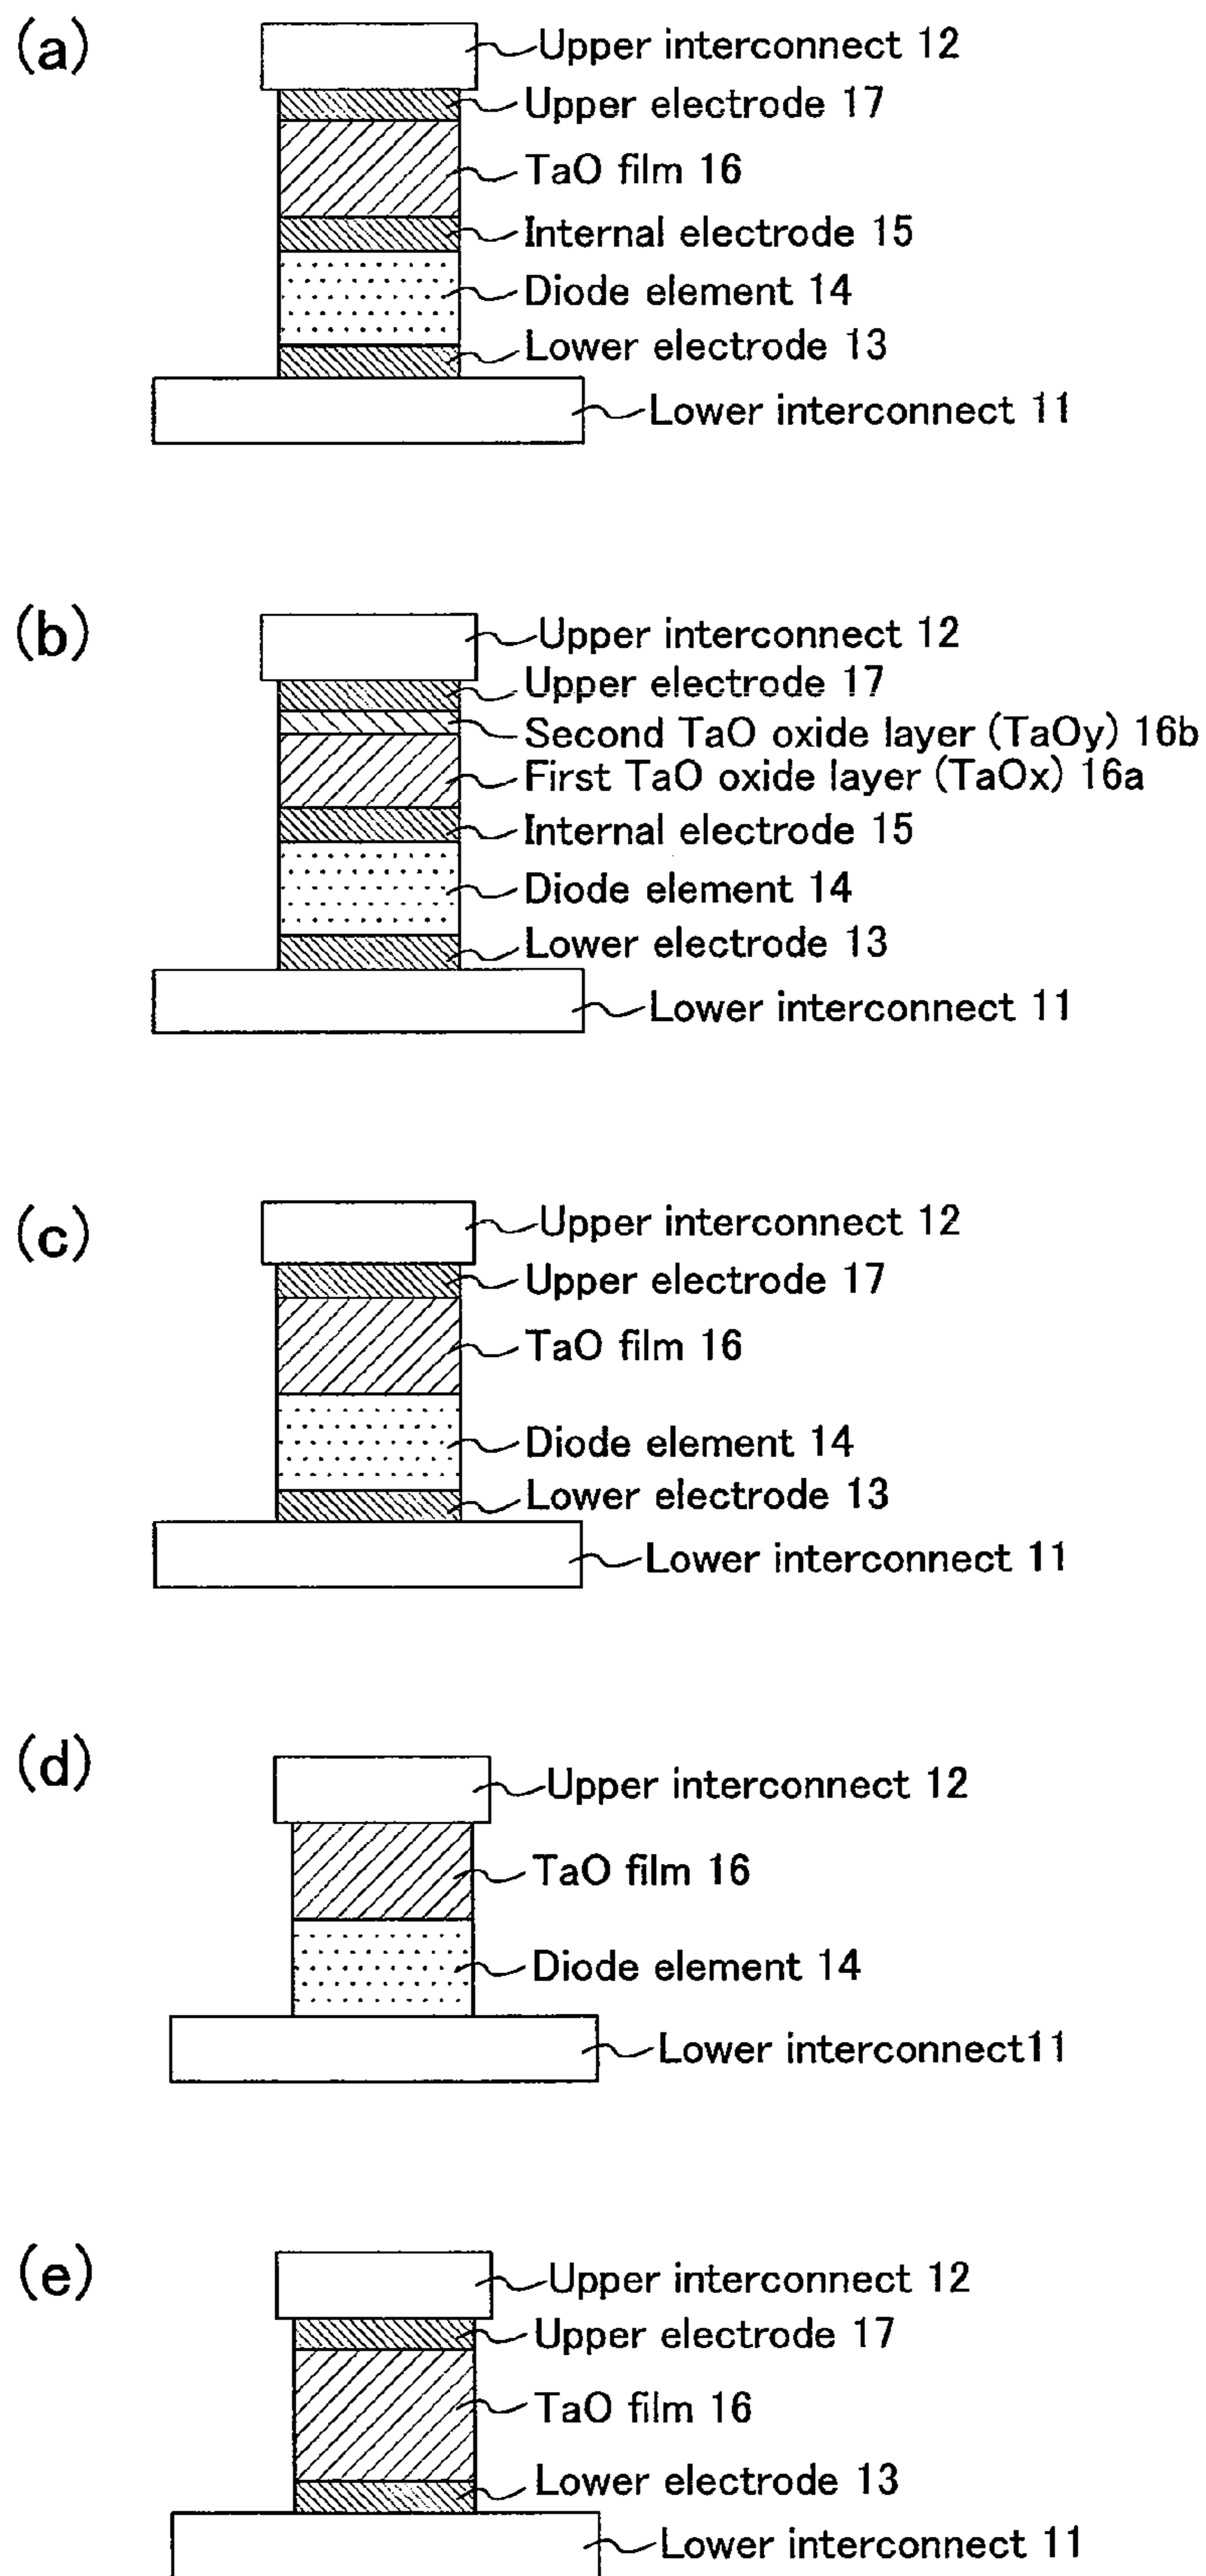 (a)
Upper interconnect 12
Upper electrode 17
TaO film 16
Internal electrode 15
Diode element 14
Lower electrode 13
Lower interconnect 11
(b)
Upper interconnect 12
Upper electrode 17
Second TaO oxide layer (TaOy) 16b
First TaO oxide layer (TaOx) 16a
Internal electrode 15
Diode element 14
Lower electrode 13
Lower interconnect 11
(c)
Upper interconnect 12
Upper electrode 17
TaO film 16
Diode element 14
Lower electrode 13
Lower interconnect 11
(d)
Upper interconnect 12
TaO film 16
Diode element 14
Lower interconnect11
(e)
Upper interconnect 12
Upper electrode 17
TaO film 16
Lower electrode 13
Lower interconnect 11